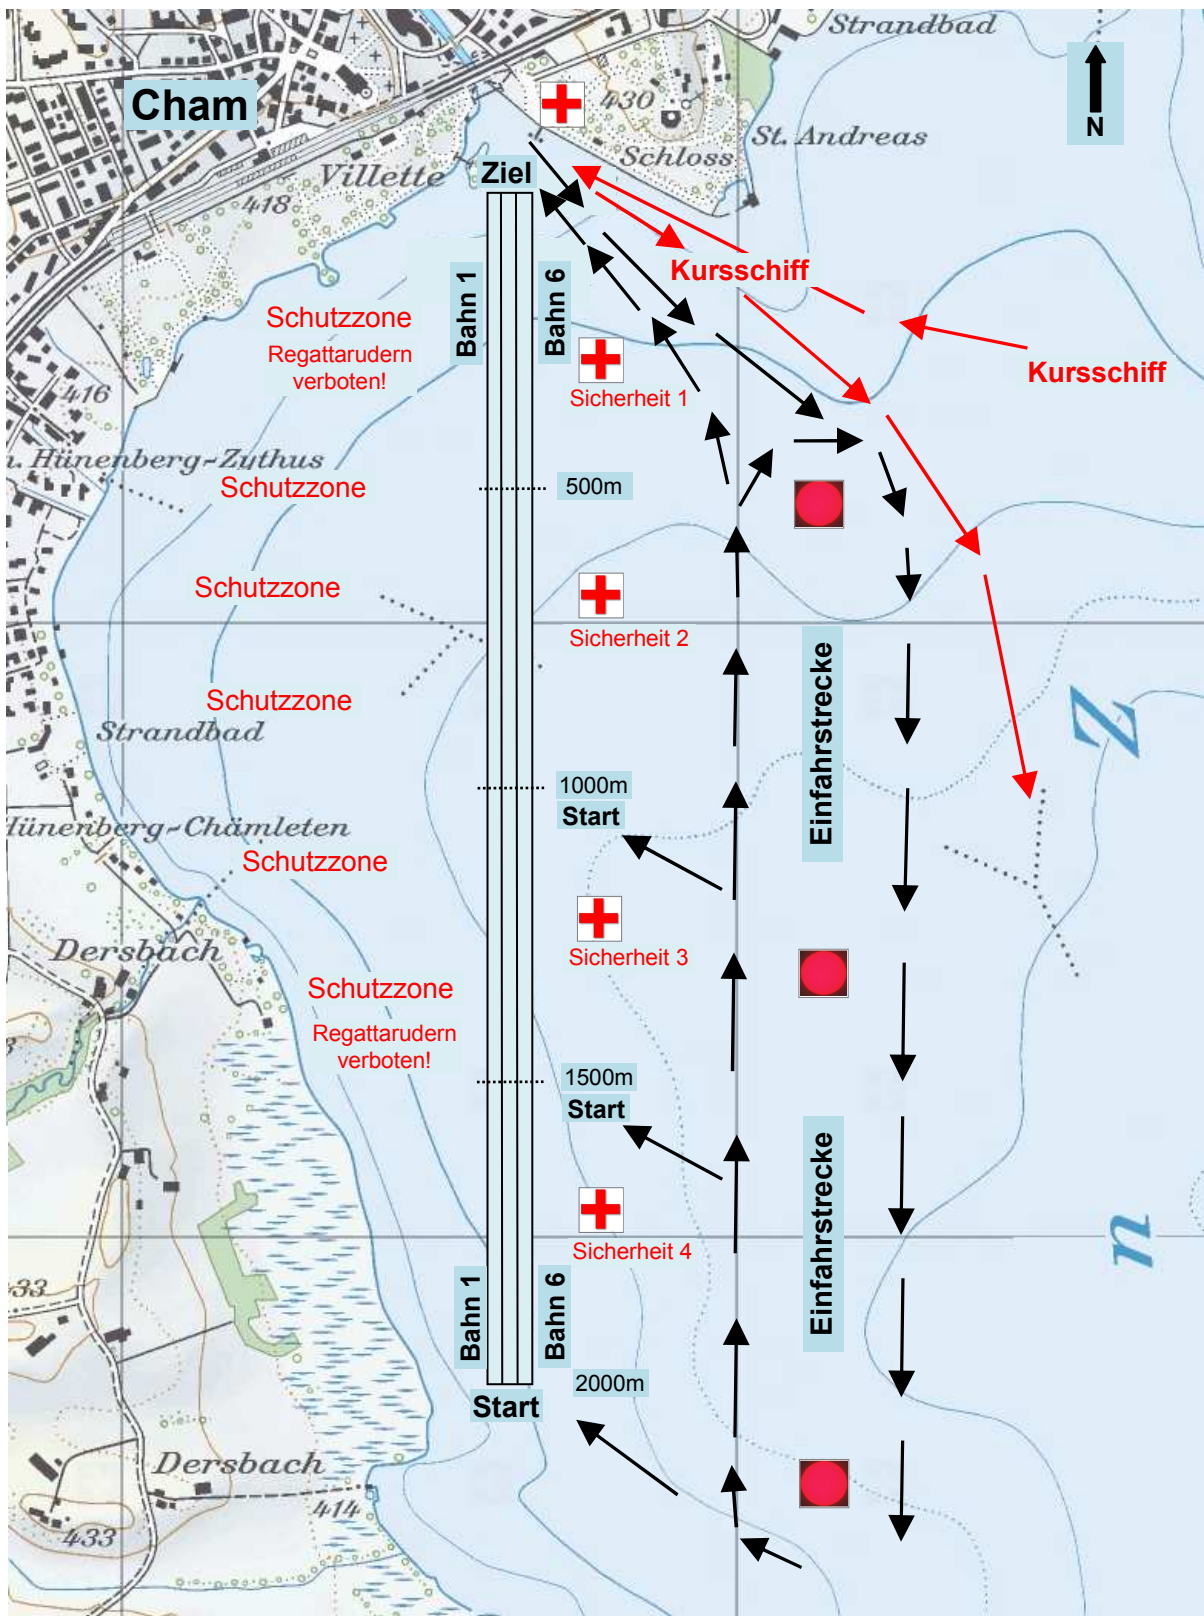 Strandbad
N
Cham
430
St. Andreas
Schloss
Villette
Ziel
418
Kursschiff
Kursschiff
Bahn 1
Bahn 6
Schutzzone
Regattarudern
verboten!
416
Sicherheit 1
Hünenberg-Zythus
Schutzzone
500m
Schutzzone
Sicherheit 2
Einfahrstrecke
Schutzzone
Strandbad
Z
1000m
Start
Hünenberg-Chämleten
Schutzzone
Dersbach
Sicherheit 3
Schutzzone
Regattarudern
verboten!
1500m
Start
Einfahrstrecke
Sicherheit 4
n
433
Bahn 1
Bahn 6
2000m
Start
Dersbach
414
433